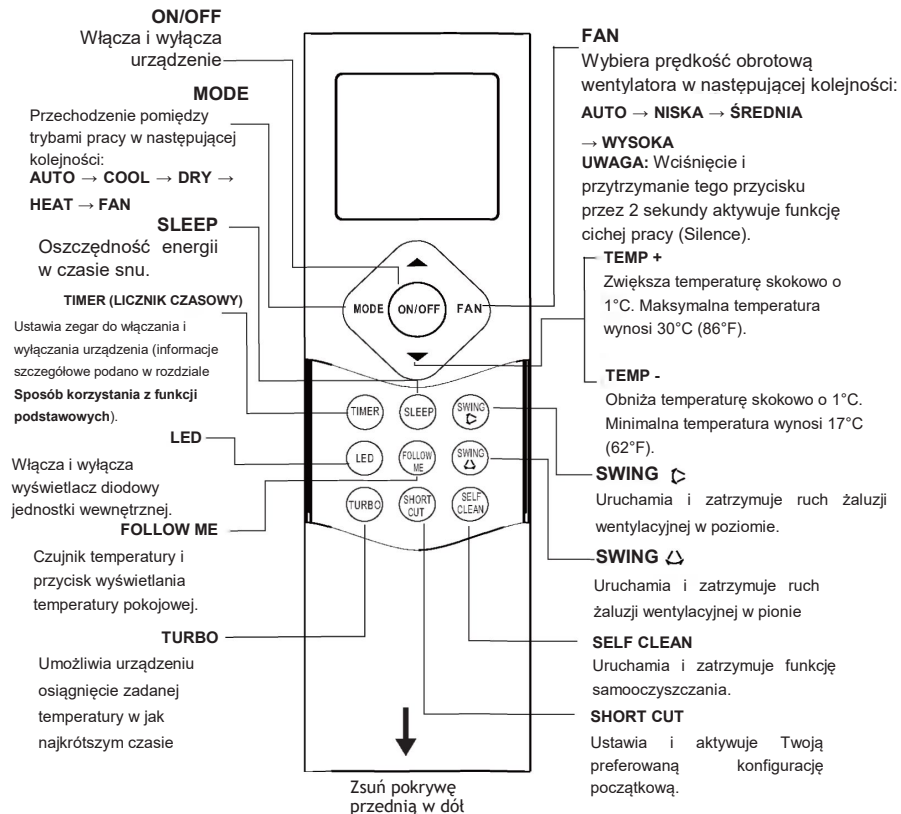 ON/OFF
Włącza i wyłącza
urządzenie
MODE
Przechodzenie pomiędzy
trybami pracy w następującej
kolejności:
AUTO → COOL → DRY →
HEAT → FAN
SLEEP
Oszczędność energii
w czasie snu.
TIMER (LICZNIK CZASOWY)
Ustawia zegar do włączania i
wyłączania urządzenia (informacje
szczegółowe podano w rozdziale
Sposób korzystania z funkcji
podstawowych).
LED
Włącza i wyłącza
wyświetlacz diodowy
jednostki wewnętrznej.
FOLLOW ME
Czujnik temperatury i
przycisk wyświetlania
temperatury pokojowej.
TURBO
Umożliwia urządzeniu
osiągnięcie zadanej
temperatury w jak
najkrótszym czasie
MODE ON/OFF FAN
TIMER SLEEP SWING
LED FOLLOW
ME SWING
TURBO SHORT
CUT SELF
CLEAN
Zsuń pokrywę
przednią w dół
FAN
Wybiera prędkość obrotową
wentylatora w następującej kolejności:
AUTO → NISKA → ŚREDNIA
→ WYSOKA
UWAGA: Wciśnięcie i
przytrzymanie tego przycisku
przez 2 sekundy aktywuje funkcję
cichej pracy (Silence).
TEMP +
Zwiększa temperaturę skokowo o
1°C. Maksymalna temperatura
wynosi 30°C (86°F).
TEMP -
Obniża temperaturę skokowo o 1°C.
Minimalna temperatura wynosi 17°C
(62°F).
SWING
Uruchamia i zatrzymuje ruch żaluzji
wentylacyjnej w poziomie.
SWING
Uruchamia i zatrzymuje ruch
żaluzji wentylacyjnej w pionie
SELF CLEAN
Uruchamia i zatrzymuje funkcję
samooczyszczania.
SHORT CUT
Ustawia i aktywuje Twoją
preferowaną konfigurację
początkową.